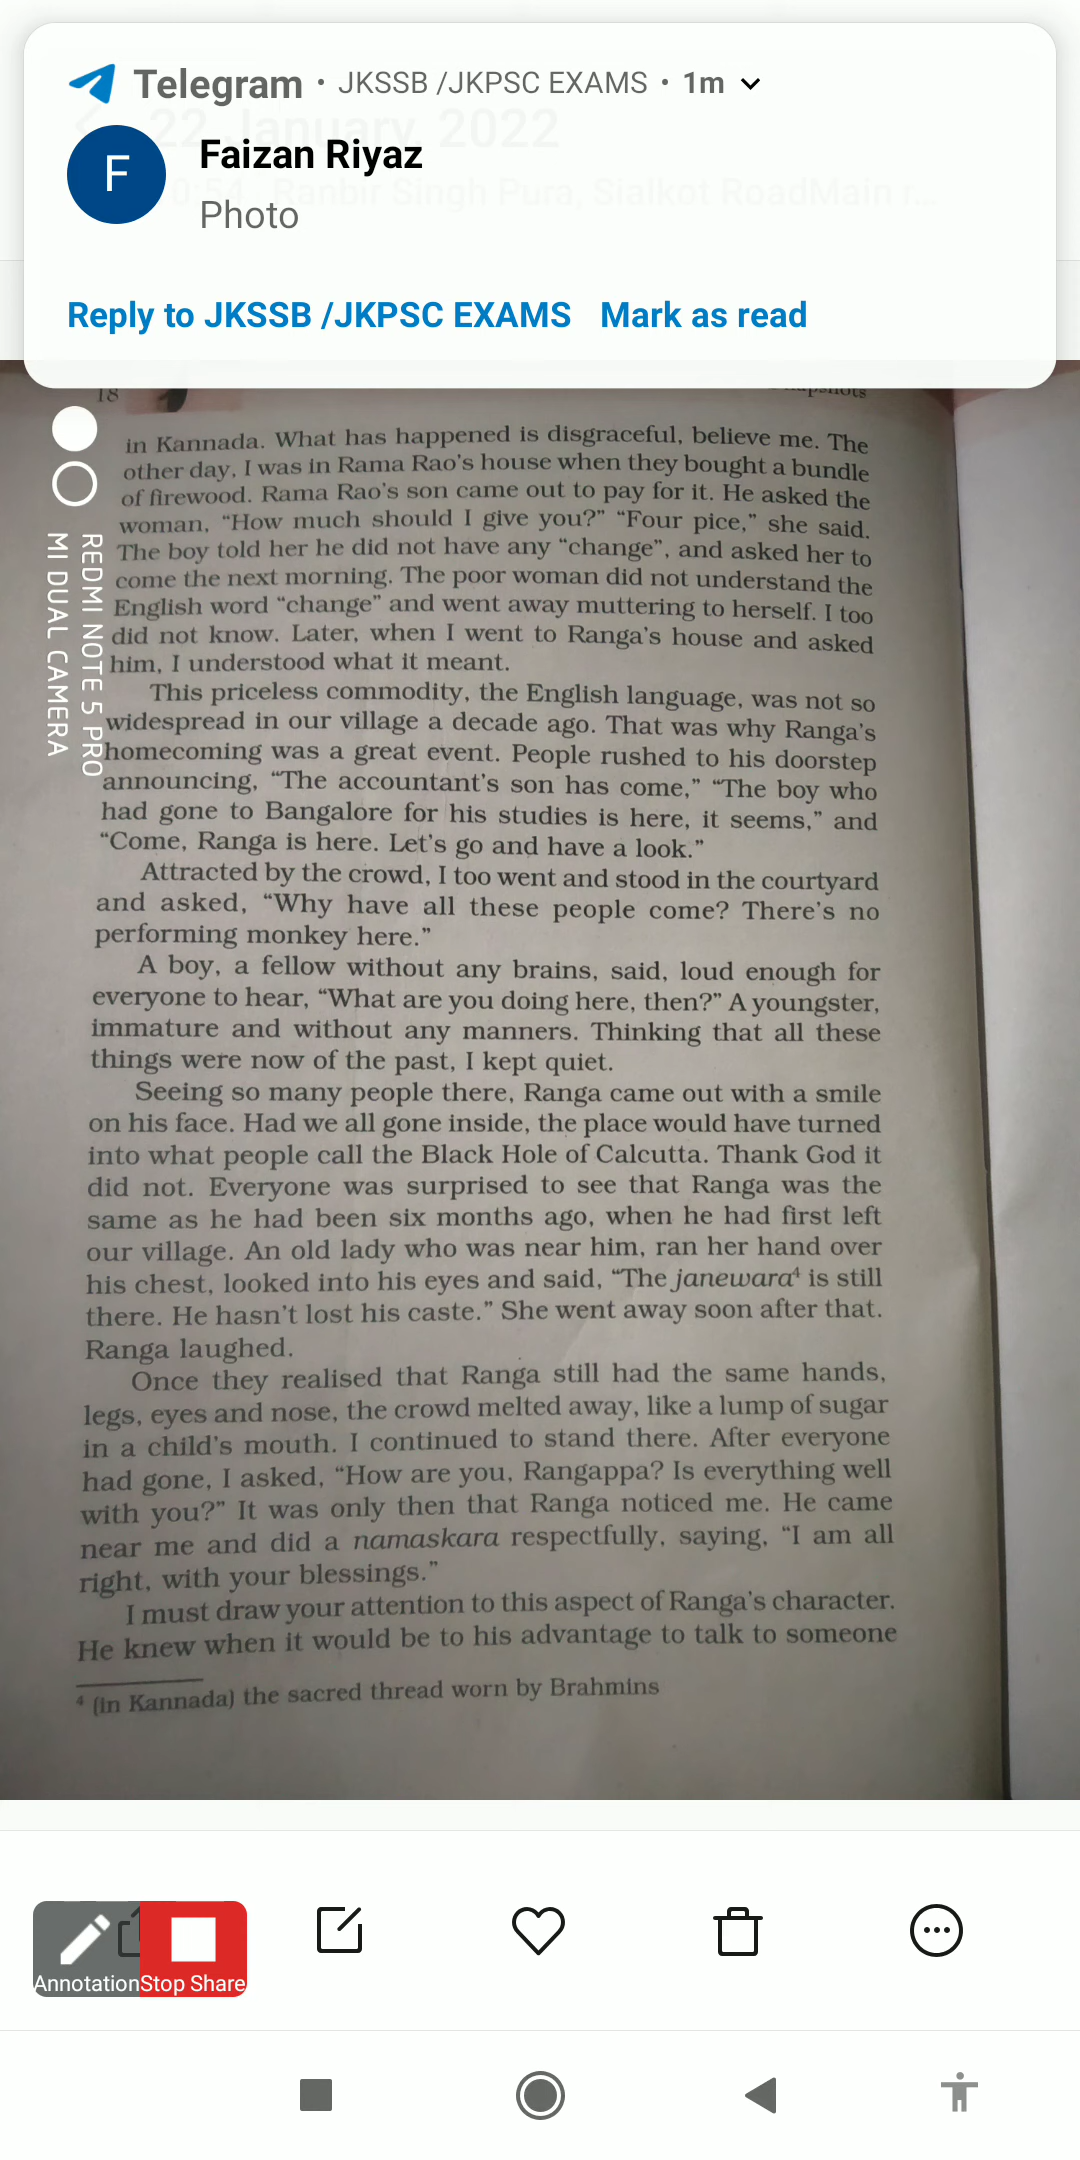 Telegram • JKSSB /JKPSC EXAMS • 1m
22 January, 2022
Ranbir Singh Pura, Sialkot RoadMain r...
F
Faizan Riyaz
Photo
Reply to JKSSB /JKPSC EXAMS Mark as read
18
in Kannada. What has happened is disgraceful, believe me. The
other day, I was in Rama Rao's house when they bought a bundle
of firewood. Rama Rao's son came out to pay for it. He asked the
woman, “How much should I give you?” “Four pice,” she said.
The boy told her he did not have any “change”, and asked her to
come the next morning. The poor woman did not understand the
English word “change” and went away muttering to herself. I too
did not know. Later, when I went to Ranga's house and asked
him, I understood what it meant.
This priceless commodity, the English language, was not so
widespread in our village a decade ago. That was why Ranga's
homecoming was a great event. People rushed to his doorstep
announcing, “The accountant's son has come,” “The boy who
had gone to Bangalore for his studies is here, it seems,” and
“Come, Ranga is here. Let's go and have a look.”
Attracted by the crowd, I too went and stood in the courtyard
and asked, “Why have all these people come? There's no
performing monkey here.”
A boy, a fellow without any brains, said, loud enough for
everyone to hear, “What are you doing here, then?” A youngster,
immature and without any manners. Thinking that all these
things were now of the past, I kept quiet.
Seeing so many people there, Ranga came out with a smile
on his face. Had we all gone inside, the place would have turned
into what people call the Black Hole of Calcutta. Thank God it
did not. Everyone was surprised to see that Ranga was the
same as he had been six months ago, when he had first left
our village. An old lady who was near him, ran her hand over
his chest, looked into his eyes and said, “The janewara⁴ is still
there. He hasn't lost his caste.” She went away soon after that.
Ranga laughed.
Once they realised that Ranga still had the same hands,
legs, eyes and nose, the crowd melted away, like a lump of sugar
in a child's mouth. I continued to stand there. After everyone
had gone, I asked, “How are you, Rangappa? Is everything well
with you?” It was only then that Ranga noticed me. He came
near me and did a namaskara respectfully, saying, “I am all
right, with your blessings.”
I must draw your attention to this aspect of Ranga's character.
He knew when it would be to his advantage to talk to someone
⁴ (in Kannada) the sacred thread worn by Brahmins
REDMI NOTE 5 PRO
MI DUAL CAMERA
Annotation
Stop Share